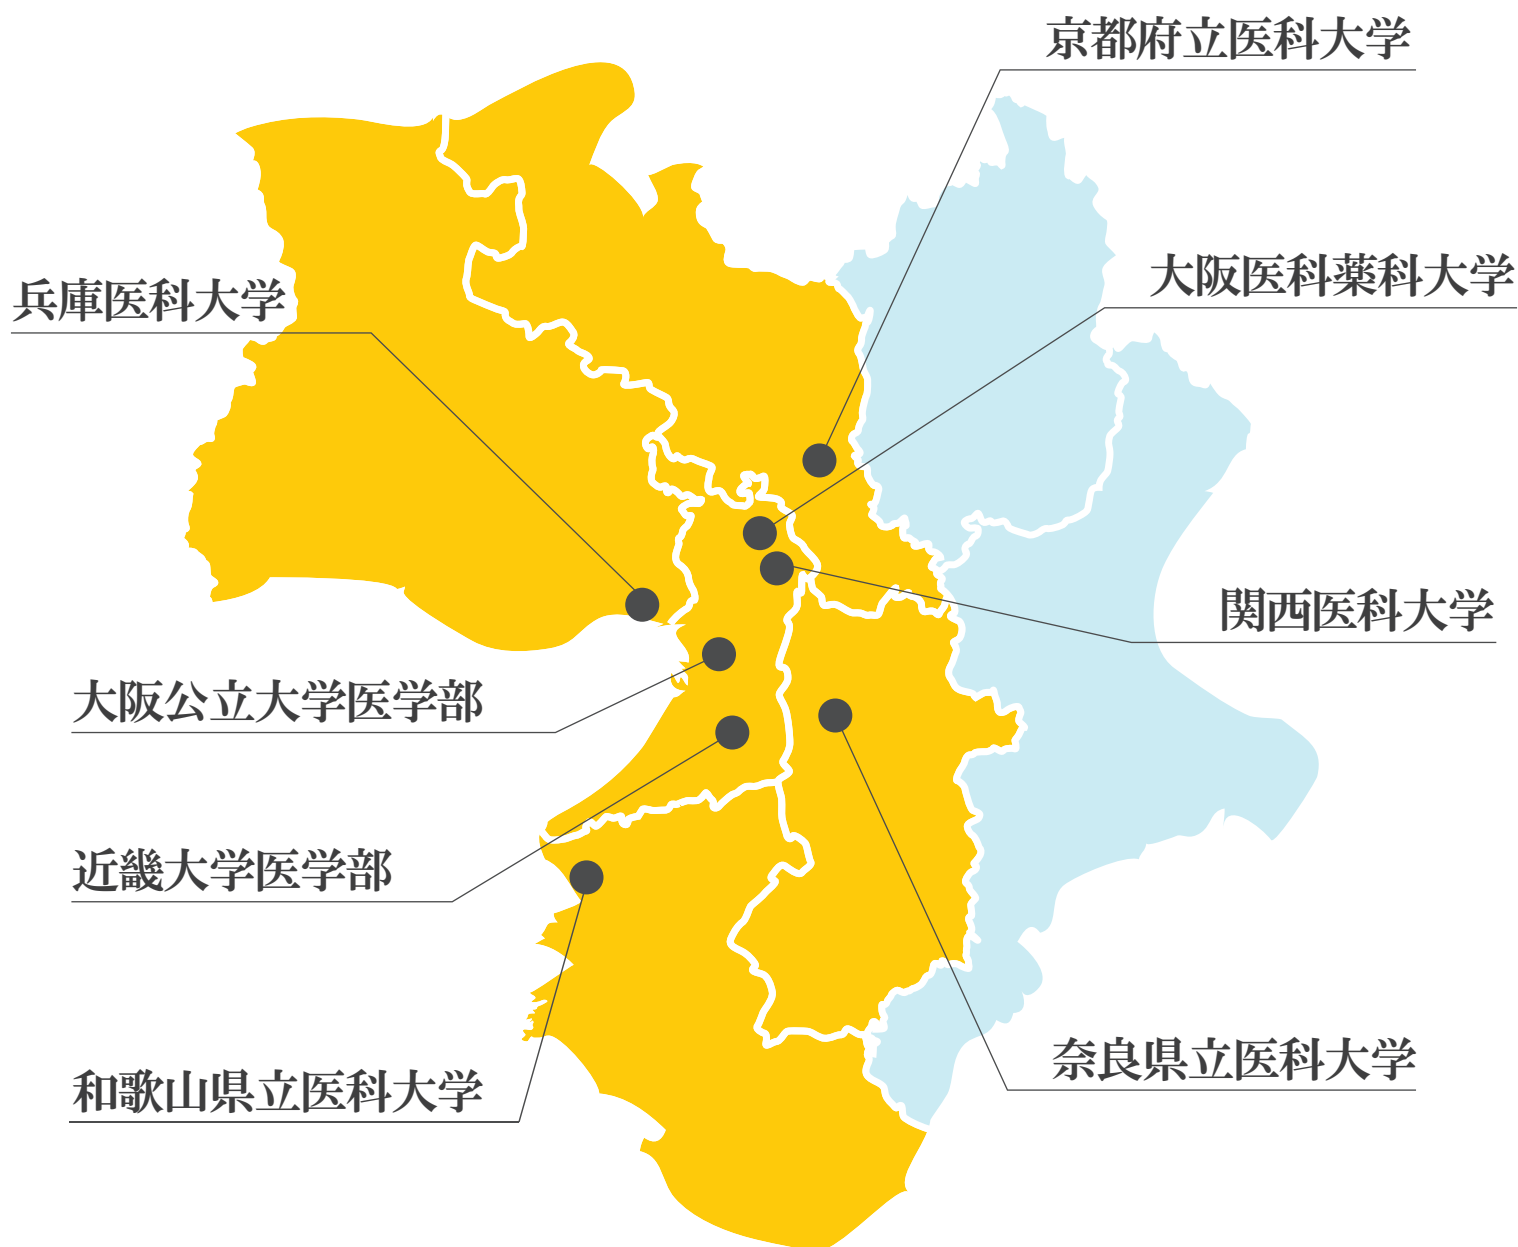 京都府立医科大学
大阪医科薬科大学
兵庫医科大学
関西医科大学
大阪公立大学医学部
近畿大学医学部
奈良県立医科大学
和歌山県立医科大学